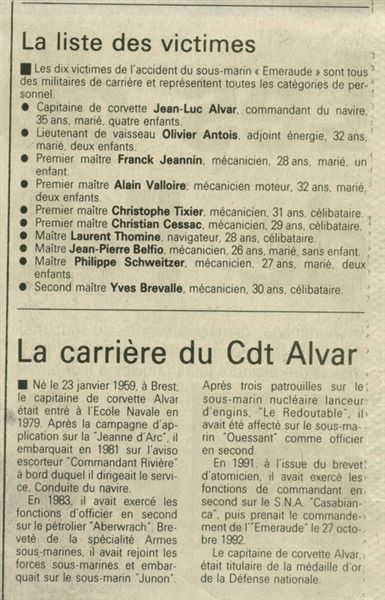 La liste des victimes
■ Les dix victimes de l'accident du sous-marin « Emeraude » sont tous
des militaires de carrière et représentent toutes les catégories de per-
sonnel.
● Capitaine de corvette Jean-Luc Alvar, commandant du navire,
35 ans, marié, quatre enfants.
● Lieutenant de vaisseau Olivier Antois, adjoint énergie, 32 ans,
marié, deux enfants.
● Premier maître Franck Jeannin, mécanicien, 28 ans, marié, un
enfant.
● Premier maître Alain Valloire, mécanicien moteur, 32 ans, marié,
deux enfants.
● Premier maître Christophe Tixier, mécanicien, 31 ans, célibataire.
● Premier maître Christian Cessac, mécanicien, 29 ans, célibataire.
● Maître Laurent Thomine, navigateur, 28 ans, célibataire.
● Maître Jean-Pierre Belfio, mécanicien, 26 ans, marié, sans enfant.
● Maître Philippe Schweitzer, mécanicien, 27 ans, marié, deux
enfants.
● Second maître Yves Brevalle, mécanicien, 30 ans, célibataire.
La carrière du Cdt Alvar
■ Né le 23 janvier 1959, à Brest,
le capitaine de corvette Alvar
était entré à l'Ecole Navale en
1979. Après la campagne d'ap-
plication sur la "Jeanne d'Arc", il
embarquait en 1981 sur l'aviso
escorteur "Commandant Rivière"
à bord duquel il dirigeait le servi-
ce, Conduite du navire.
En 1983, il avait exercé les
fonctions d'officier en second
sur le pétrolier "Aberwrach". Bre-
veté de la spécialité Armes
sous-marines, il avait rejoint les
forces sous-marines et embar-
quait sur le sous-marin "Junon".
Après trois patrouilles sur le
sous-marin nucléaire lanceur
d'engins, "Le Redoutable", il
avait été affecté sur le sous-ma-
rin "Ouessant" comme officier
en second.
En 1991, à l'issue du brevet
d'atomicien, il avait exercé les
fonctions de commandant en
second sur le S.N.A. "Casabian-
ca", puis prenait le commande-
ment de l'"Emeraude" le 27 octo-
bre 1992.
Le capitaine de corvette Alvar,
était titulaire de la médaille d'or
de la Défense nationale.